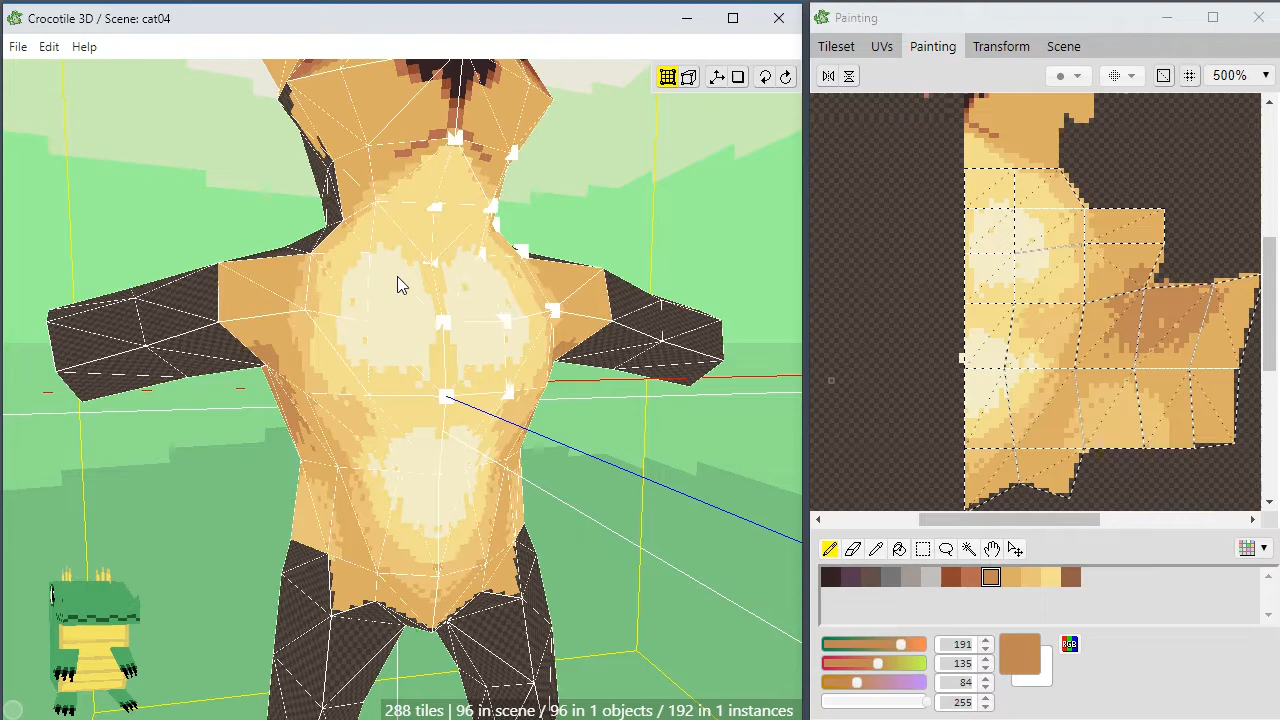 Crocotile 3D / Scene: cat04
File Edit Help
288 tiles | 96 in scene / 96 in 1 objects / 192 in 1 instances
Painting
Tileset UVs Painting Transform Scene
500%
191
135
84
255
RGB